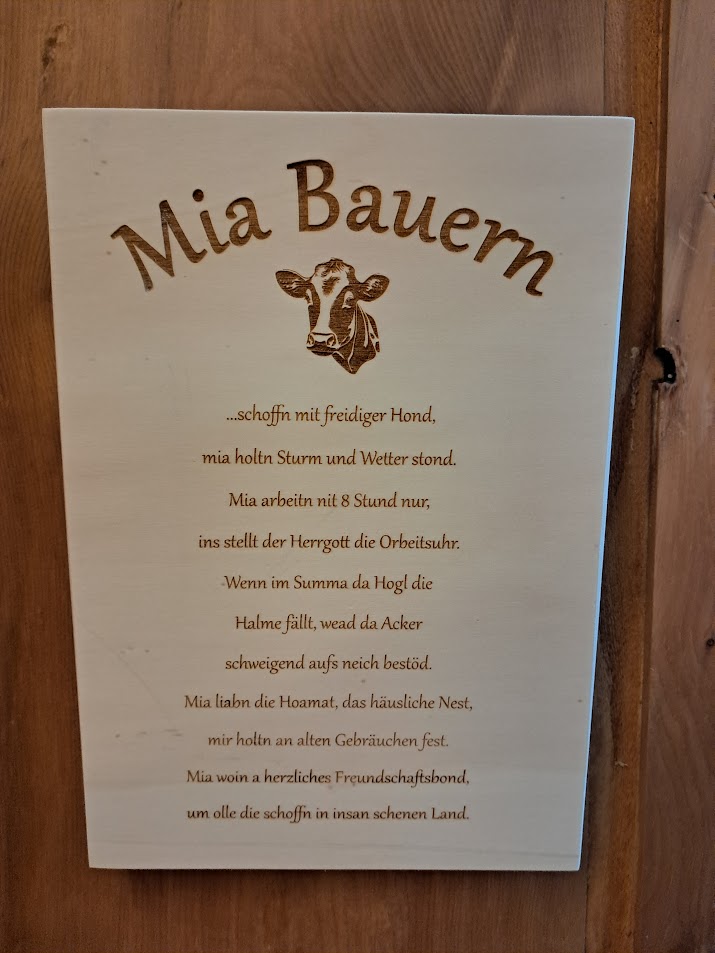 Mia Bauern
...schoffn mit freidiger Hond,
mia holtn Sturm und Wetter stond.
Mia arbeitn nit 8 Stund nur,
ins stellt der Herrgott die Orbeitsuhr.
Wenn im Summa da Hogl die
Halme fällt, wead da Acker
schweigend aufs neich bestöd.
Mia liabn die Hoamat, das häusliche Nest,
mir holtn an alten Gebräuchen fest.
Mia woin a herzliches Freundschaftsbond,
um olle die schoffn in insan schenen Land.